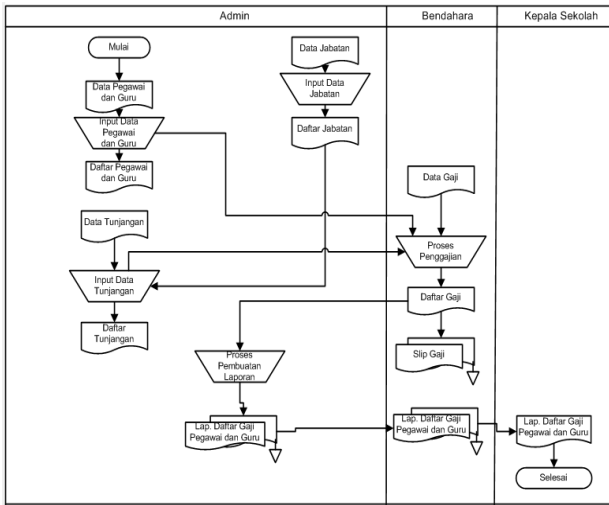 Admin
Bendahara
Kepala Sekolah
Mulai
Data Pegawai
dan Guru
Input Data
Pegawai
dan Guru
Daftar Pegawai
dan Guru
Data Jabatan
Input Data
Jabatan
Daftar Jabatan
Data Tunjangan
Input Data
Tunjangan
Daftar
Tunjangan
Data Gaji
Proses
Penggajian
Daftar Gaji
Slip Gaji
Proses
Pembuatan
Laporan
Lap. Daftar Gaji
Pegawai dan Guru
Lap. Daftar Gaji
Pegawai dan Guru
Lap. Daftar Gaji
Pegawai dan Guru
Selesai